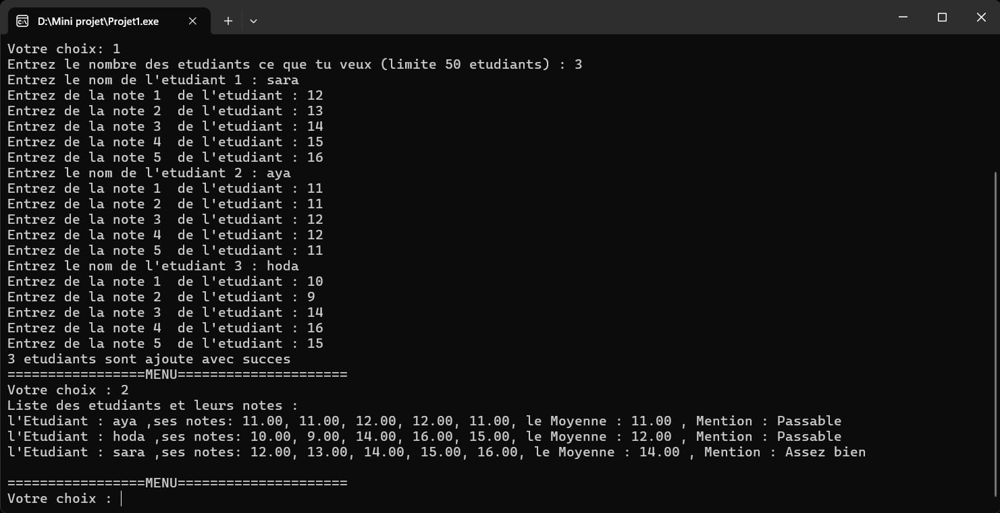 D:\Mini projet\Projet1.exe
Votre choix: 1
Entrez le nombre des etudiants ce que tu veux (limite 50 etudiants) : 3
Entrez le nom de l'etudiant 1 : sara
Entrez de la note 1  de l'etudiant : 12
Entrez de la note 2  de l'etudiant : 13
Entrez de la note 3  de l'etudiant : 14
Entrez de la note 4  de l'etudiant : 15
Entrez de la note 5  de l'etudiant : 16
Entrez le nom de l'etudiant 2 : aya
Entrez de la note 1  de l'etudiant : 11
Entrez de la note 2  de l'etudiant : 11
Entrez de la note 3  de l'etudiant : 12
Entrez de la note 4  de l'etudiant : 12
Entrez de la note 5  de l'etudiant : 11
Entrez le nom de l'etudiant 3 : hoda
Entrez de la note 1  de l'etudiant : 10
Entrez de la note 2  de l'etudiant : 9
Entrez de la note 3  de l'etudiant : 14
Entrez de la note 4  de l'etudiant : 16
Entrez de la note 5  de l'etudiant : 15
3 etudiants sont ajoute avec succes
=================MENU=====================
Votre choix : 2
Liste des etudiants et leurs notes :
l'Etudiant : aya ,ses notes: 11.00, 11.00, 12.00, 12.00, 11.00, le Moyenne : 11.00 , Mention : Passable
l'Etudiant : hoda ,ses notes: 10.00, 9.00, 14.00, 16.00, 15.00, le Moyenne : 12.00 , Mention : Passable
l'Etudiant : sara ,ses notes: 12.00, 13.00, 14.00, 15.00, 16.00, le Moyenne : 14.00 , Mention : Assez bien
=================MENU=====================
Votre choix :